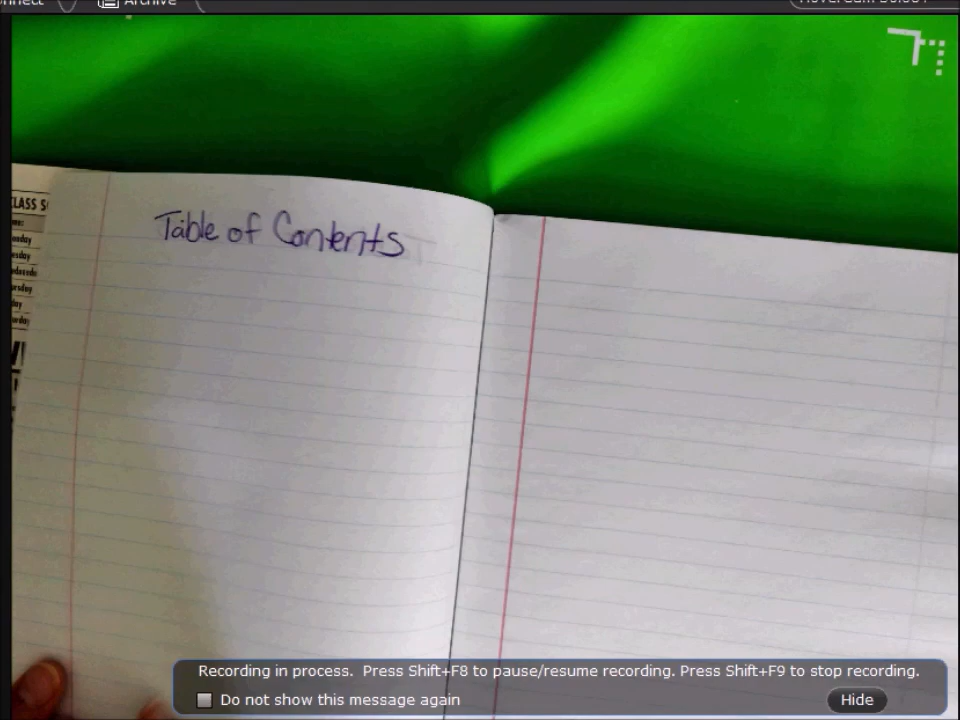 Archive
Table of Contents
CLASS
Recording in process. Press Shift+F8 to pause/resume recording. Press Shift+F9 to stop recording.
Do not show this message again
Hide